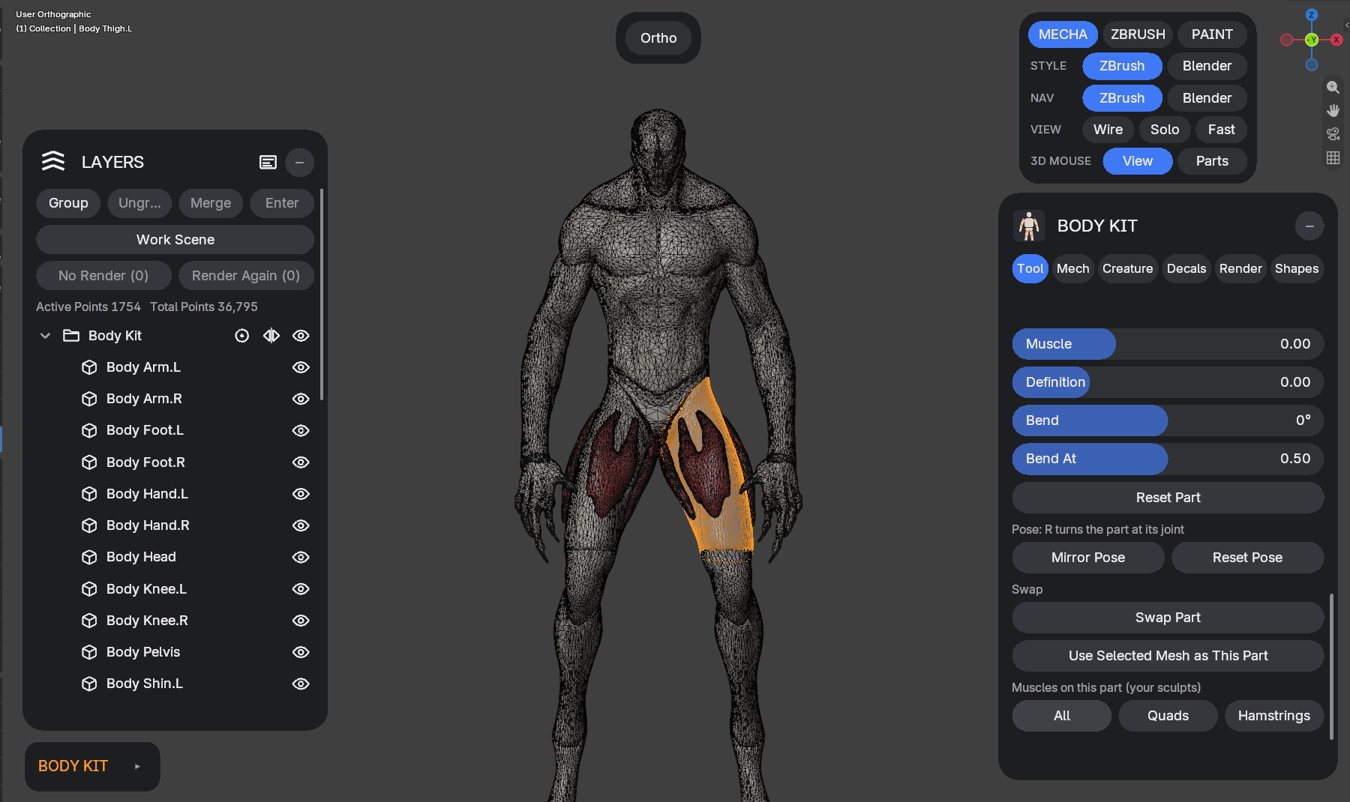 User Orthographic
(1) Collection | Body Thigh.L
Ortho
MECHA ZBRUSH PAINT
STYLE ZBrush Blender
NAV ZBrush Blender
VIEW Wire Solo Fast
3D MOUSE View Parts
Z
-Y
X
LAYERS
Group Ungr... Merge Enter
Work Scene
No Render (0) Render Again (0)
Active Points 1754 Total Points 36,795
Body Kit
Body Arm.L
Body Arm.R
Body Foot.L
Body Foot.R
Body Hand.L
Body Hand.R
Body Head
Body Knee.L
Body Knee.R
Body Pelvis
Body Shin.L
BODY KIT
BODY KIT
Tool Mech Creature Decals Render Shapes
Muscle 0.00
Definition 0.00
Bend 0°
Bend At 0.50
Reset Part
Pose: R turns the part at its joint
Mirror Pose Reset Pose
Swap
Swap Part
Use Selected Mesh as This Part
Muscles on this part (your sculpts)
All Quads Hamstrings